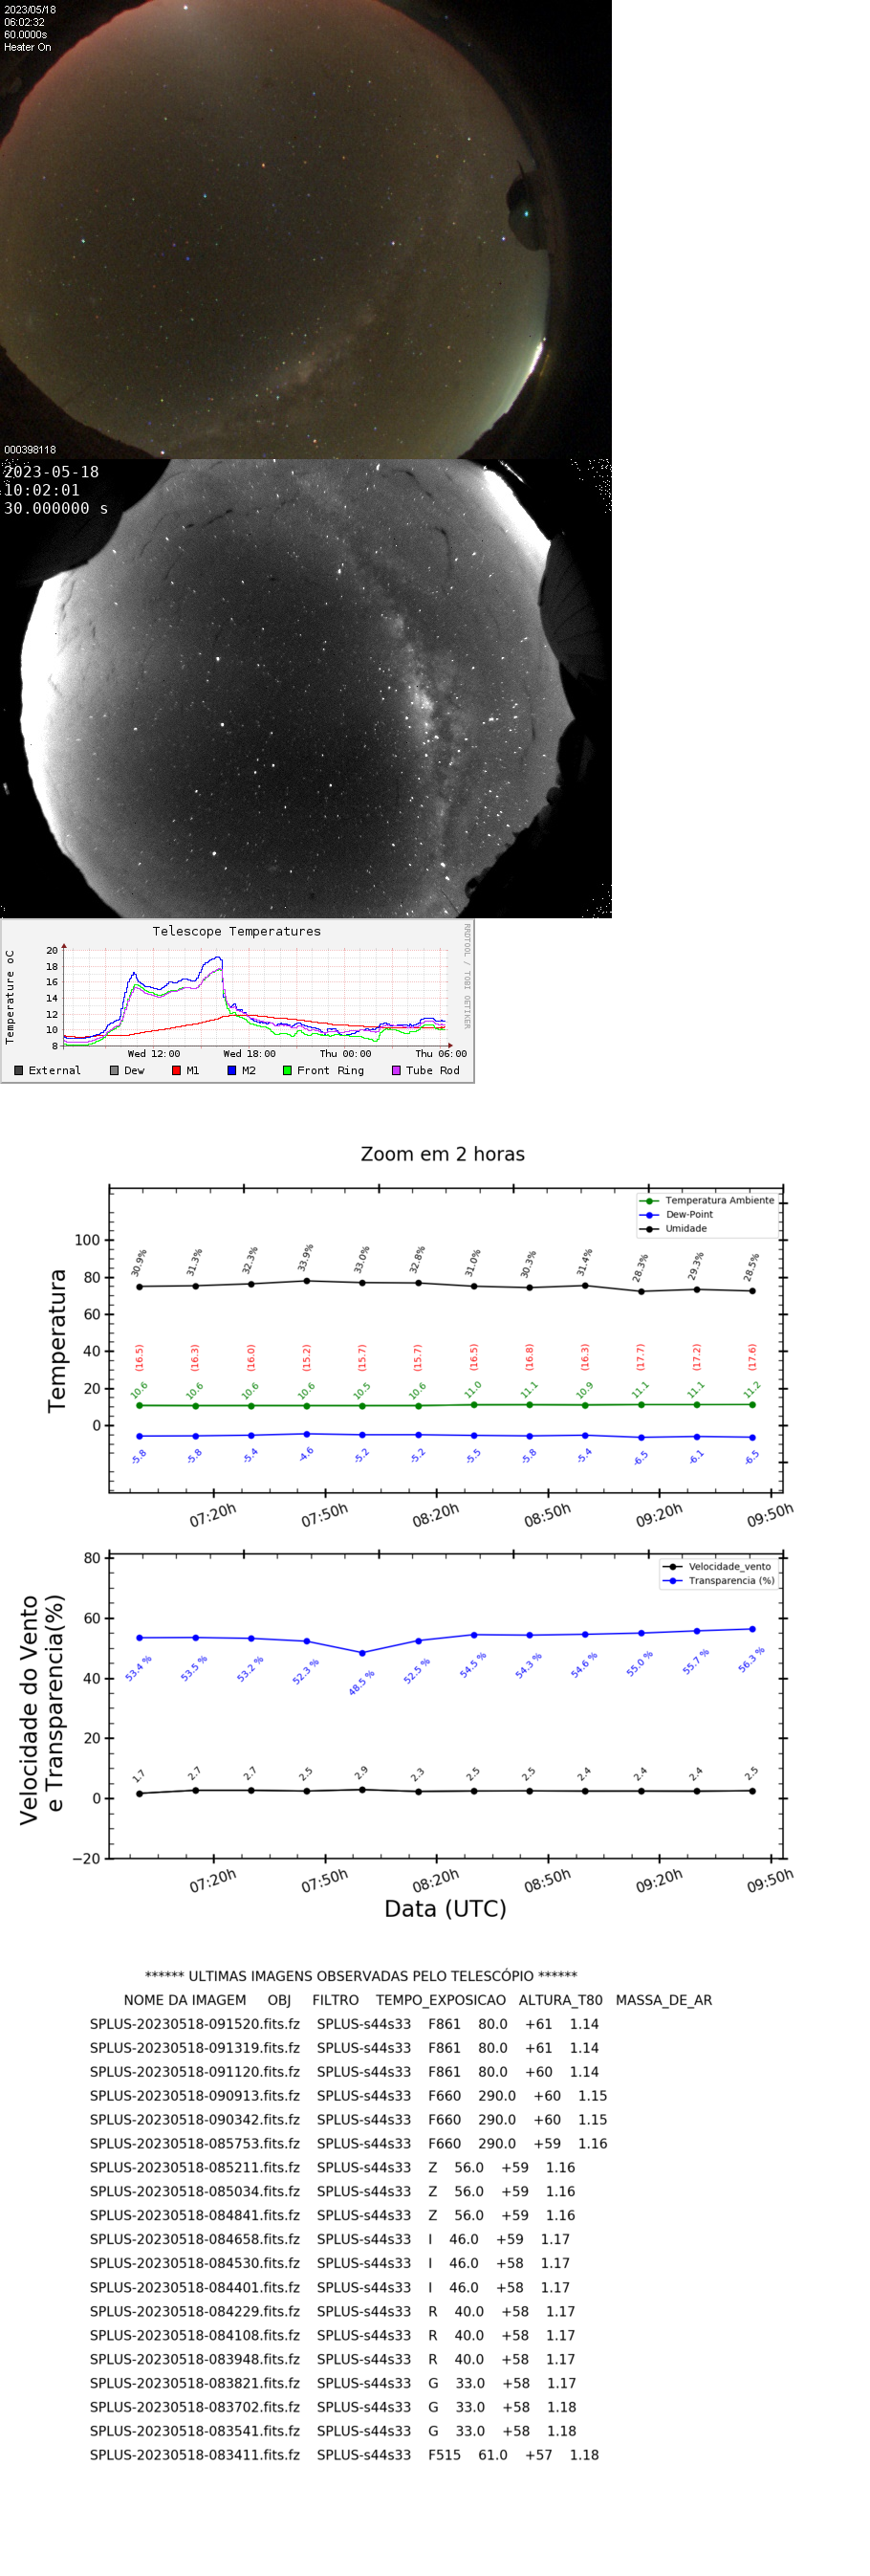 2023/05/18
06:02:32
60.0000s
Heater On
000398118
2023-05-18
10:02:01
30.000000 s
Telescope Temperatures
RRDTOOL / TOBI OETIKER
Temperature oC
20
18
16
14
12
10
8
Wed 12:00 Wed 18:00 Thu 00:00 Thu 06:00
External Dew M1 M2 Front Ring Tube Rod
Zoom em 2 horas
Temperatura
Temperatura Ambiente
Dew-Point
Umidade
100
80
60
40
20
0
30.9% 31.3% 32.3% 33.9% 33.0% 32.8% 31.0% 30.3% 31.4% 28.3% 29.3% 28.5%
(16.5) (16.3) (16.0) (15.2) (15.7) (15.7) (16.5) (16.8) (16.3) (17.7) (17.2) (17.6)
10.6 10.6 10.6 10.6 10.5 10.6 11.0 11.1 10.9 11.1 11.1 11.2
-5.8 -5.8 -5.4 -4.6 -5.2 -5.2 -5.5 -5.8 -5.4 -6.5 -6.1 -6.5
07:20h 07:50h 08:20h 08:50h 09:20h 09:50h
Velocidade do Vento
e Transparencia(%)
Velocidade_vento
Transparencia (%)
80
60
40
20
0
−20
53.4 % 53.5 % 53.2 % 52.3 % 48.5 % 52.5 % 54.5 % 54.3 % 54.6 % 55.0 % 55.7 % 56.3 %
1.7 2.7 2.7 2.5 2.9 2.3 2.5 2.5 2.4 2.4 2.4 2.5
07:20h 07:50h 08:20h 08:50h 09:20h 09:50h
Data (UTC)
****** ULTIMAS IMAGENS OBSERVADAS PELO TELESCÓPIO ******
NOME DA IMAGEM OBJ FILTRO TEMPO_EXPOSICAO ALTURA_T80 MASSA_DE_AR
SPLUS-20230518-091520.fits.fz SPLUS-s44s33 F861 80.0 +61 1.14
SPLUS-20230518-091319.fits.fz SPLUS-s44s33 F861 80.0 +61 1.14
SPLUS-20230518-091120.fits.fz SPLUS-s44s33 F861 80.0 +60 1.14
SPLUS-20230518-090913.fits.fz SPLUS-s44s33 F660 290.0 +60 1.15
SPLUS-20230518-090342.fits.fz SPLUS-s44s33 F660 290.0 +60 1.15
SPLUS-20230518-085753.fits.fz SPLUS-s44s33 F660 290.0 +59 1.16
SPLUS-20230518-085211.fits.fz SPLUS-s44s33 Z 56.0 +59 1.16
SPLUS-20230518-085034.fits.fz SPLUS-s44s33 Z 56.0 +59 1.16
SPLUS-20230518-084841.fits.fz SPLUS-s44s33 Z 56.0 +59 1.16
SPLUS-20230518-084658.fits.fz SPLUS-s44s33 I 46.0 +59 1.17
SPLUS-20230518-084530.fits.fz SPLUS-s44s33 I 46.0 +58 1.17
SPLUS-20230518-084401.fits.fz SPLUS-s44s33 I 46.0 +58 1.17
SPLUS-20230518-084229.fits.fz SPLUS-s44s33 R 40.0 +58 1.17
SPLUS-20230518-084108.fits.fz SPLUS-s44s33 R 40.0 +58 1.17
SPLUS-20230518-083948.fits.fz SPLUS-s44s33 R 40.0 +58 1.17
SPLUS-20230518-083821.fits.fz SPLUS-s44s33 G 33.0 +58 1.17
SPLUS-20230518-083702.fits.fz SPLUS-s44s33 G 33.0 +58 1.18
SPLUS-20230518-083541.fits.fz SPLUS-s44s33 G 33.0 +58 1.18
SPLUS-20230518-083411.fits.fz SPLUS-s44s33 F515 61.0 +57 1.18